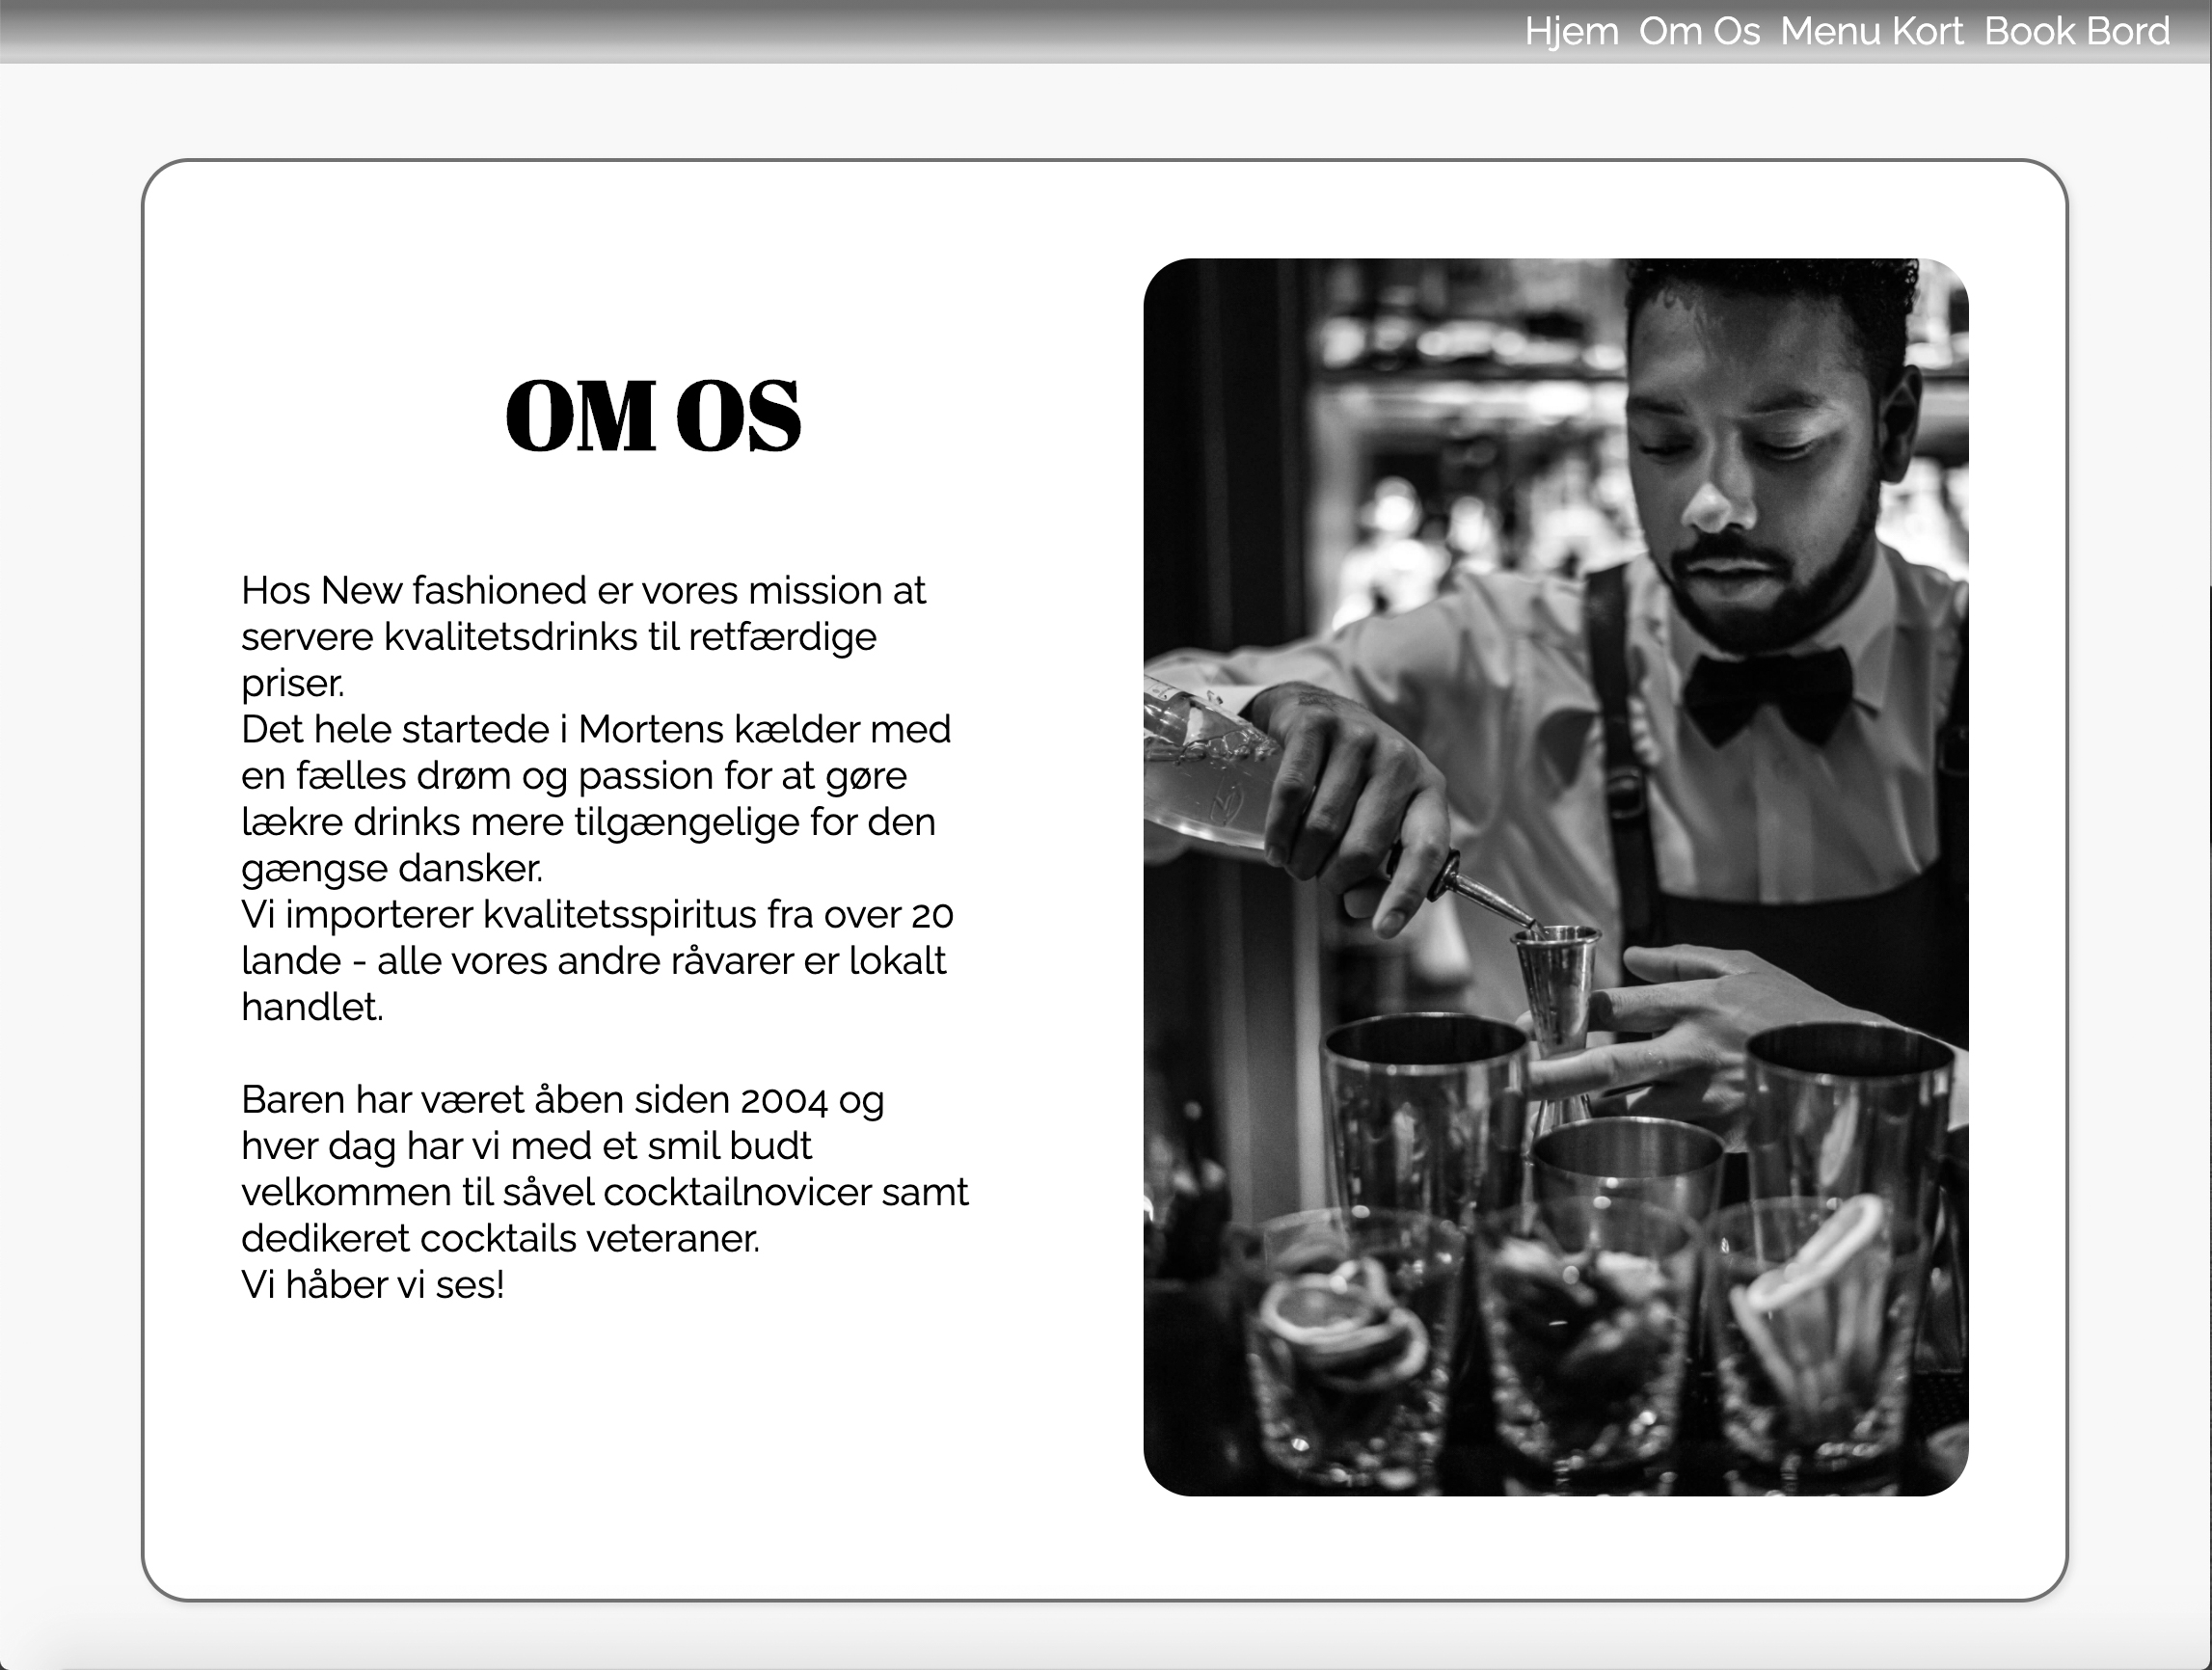 Hjem Om Os Menu Kort Book Bord
OM OS
Hos New fashioned er vores mission at
servere kvalitetsdrinks til retfærdige
priser.
Det hele startede i Mortens kælder med
en fælles drøm og passion for at gøre
lækre drinks mere tilgængelige for den
gængse dansker.
Vi importerer kvalitetsspiritus fra over 20
lande - alle vores andre råvarer er lokalt
handlet.
Baren har været åben siden 2004 og
hver dag har vi med et smil budt
velkommen til såvel cocktailnovicer samt
dedikeret cocktails veteraner.
Vi håber vi ses!